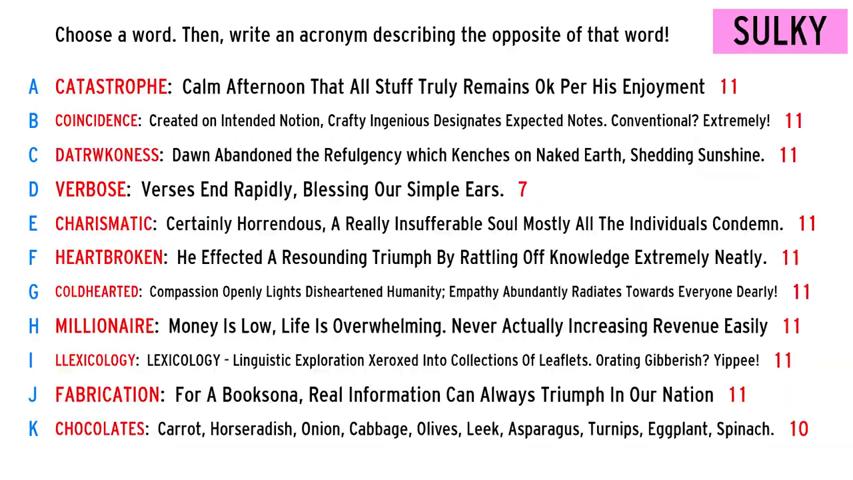 Choose a word. Then, write an acronym describing the opposite of that word!
SULKY
A CATASTROPHE: Calm Afternoon That All Stuff Truly Remains Ok Per His Enjoyment 11
B COINCIDENCE: Created on Intended Notion, Crafty Ingenious Designates Expected Notes. Conventional? Extremely! 11
C DATRWKONESS: Dawn Abandoned the Refulgency which Kenches on Naked Earth, Shedding Sunshine. 11
D VERBOSE: Verses End Rapidly, Blessing Our Simple Ears. 7
E CHARISMATIC: Certainly Horrendous, A Really Insufferable Soul Mostly All The Individuals Condemn. 11
F HEARTBROKEN: He Effected A Resounding Triumph By Rattling Off Knowledge Extremely Neatly. 11
G COLDHEARTED: Compassion Openly Lights Disheartened Humanity; Empathy Abundantly Radiates Towards Everyone Dearly! 11
H MILLIONAIRE: Money Is Low, Life Is Overwhelming. Never Actually Increasing Revenue Easily 11
I LLEXICOLOGY: LEXICOLOGY - Linguistic Exploration Xeroxed Into Collections Of Leaflets. Orating Gibberish? Yippee! 11
J FABRICATION: For A Booksona, Real Information Can Always Triumph In Our Nation 11
K CHOCOLATES: Carrot, Horseradish, Onion, Cabbage, Olives, Leek, Asparagus, Turnips, Eggplant, Spinach. 10